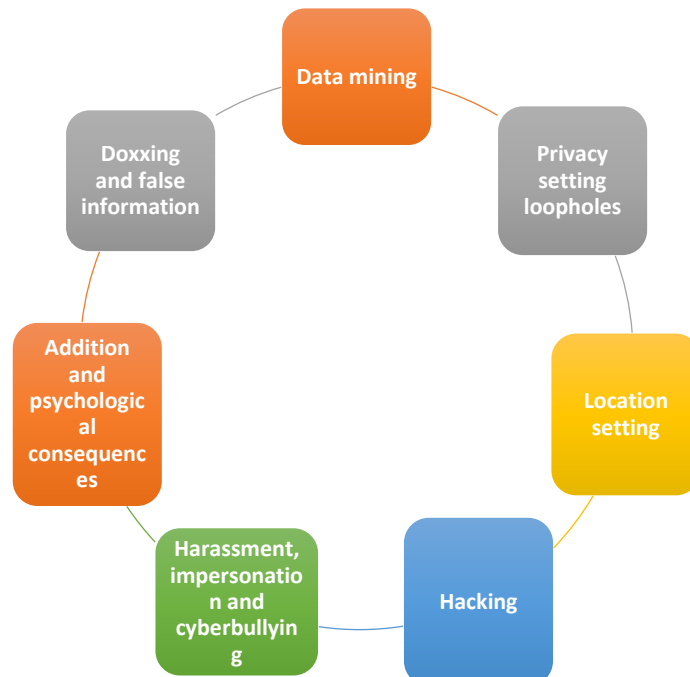 Data mining
Privacy
setting
loopholes
Location
setting
Hacking
Harassment,
impersonatio
n and
cyberbullyin
g
Addition
and
psychologic
al
consequenc
es
Doxxing
and false
information